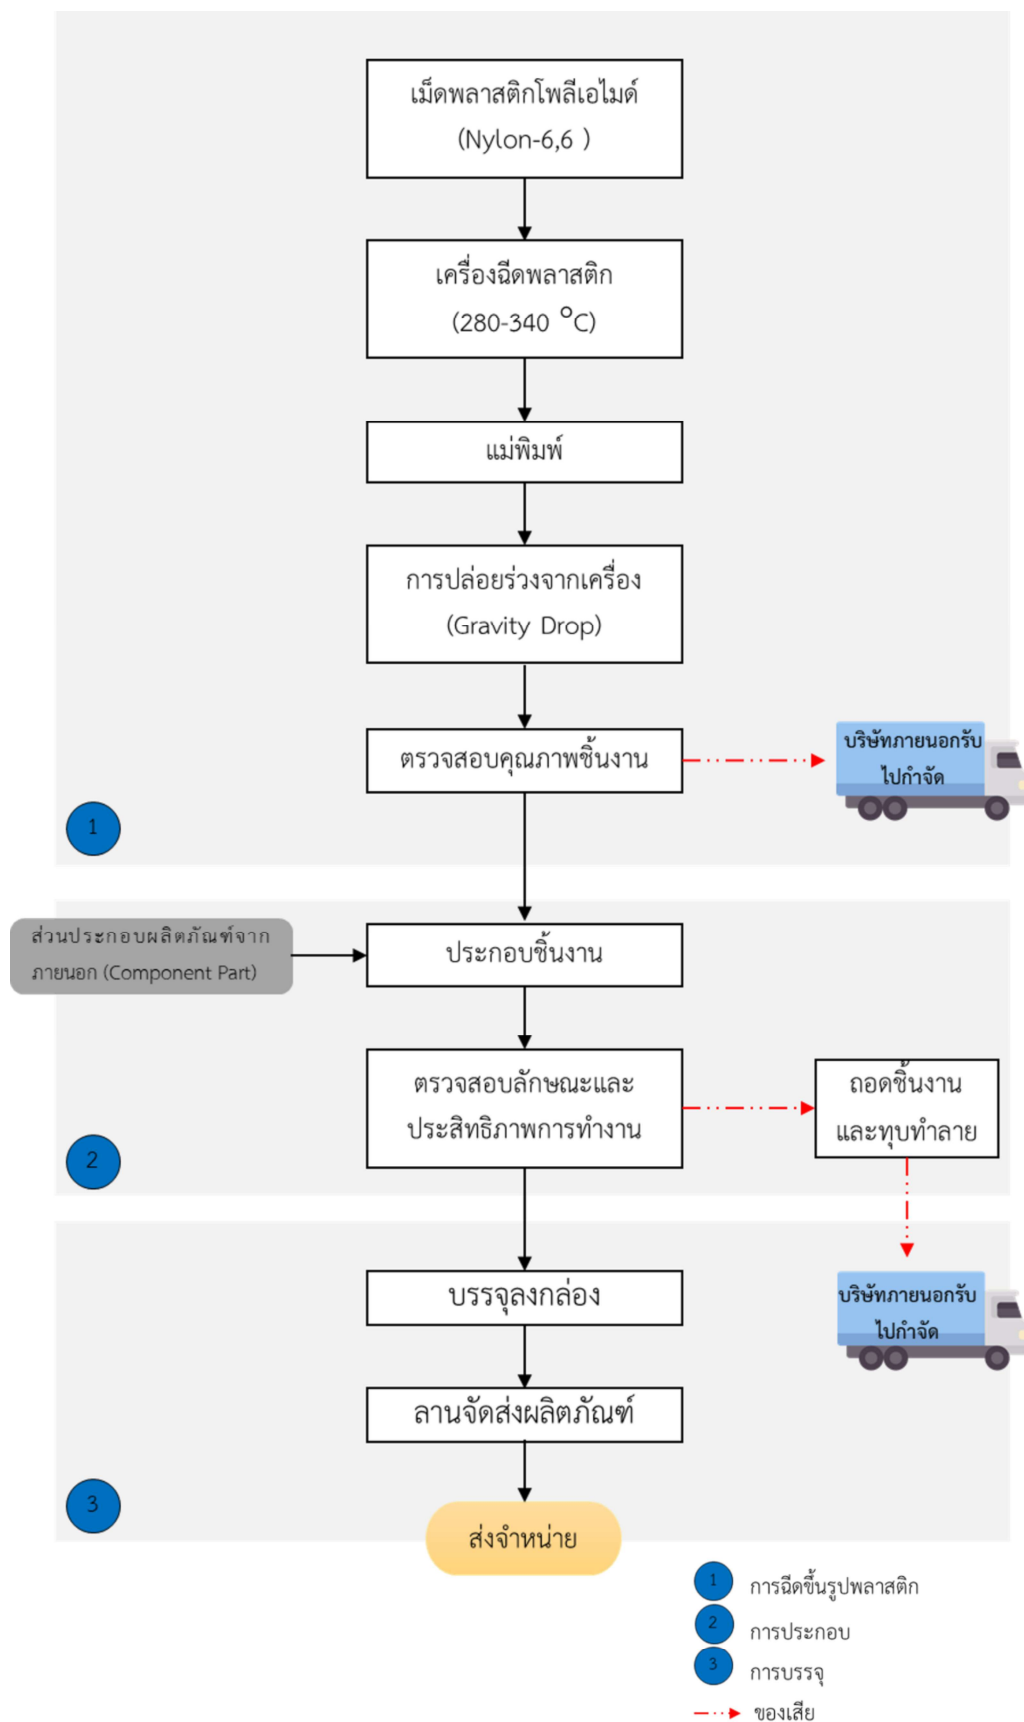 เม็ดพลาสติกโพลีเอไมด์
(Nylon-6,6 )
เครื่องฉีดพลาสติก
(280-340 °C)
แม่พิมพ์
การปล่อยร่วงจากเครื่อง
(Gravity Drop)
ตรวจสอบคุณภาพชิ้นงาน
บริษัทภายนอกรับ
ไปกำจัด
1
ส่วนประกอบผลิตภัณฑ์จาก
ภายนอก (Component Part)
ประกอบชิ้นงาน
ตรวจสอบลักษณะและ
ประสิทธิภาพการทำงาน
ถอดชิ้นงาน
และทุบทำลาย
2
บรรจุลงกล่อง
บริษัทภายนอกรับ
ไปกำจัด
ลานจัดส่งผลิตภัณฑ์
3
ส่งจำหน่าย
1 การฉีดขึ้นรูปพลาสติก
2 การประกอบ
3 การบรรจุ
ของเสีย